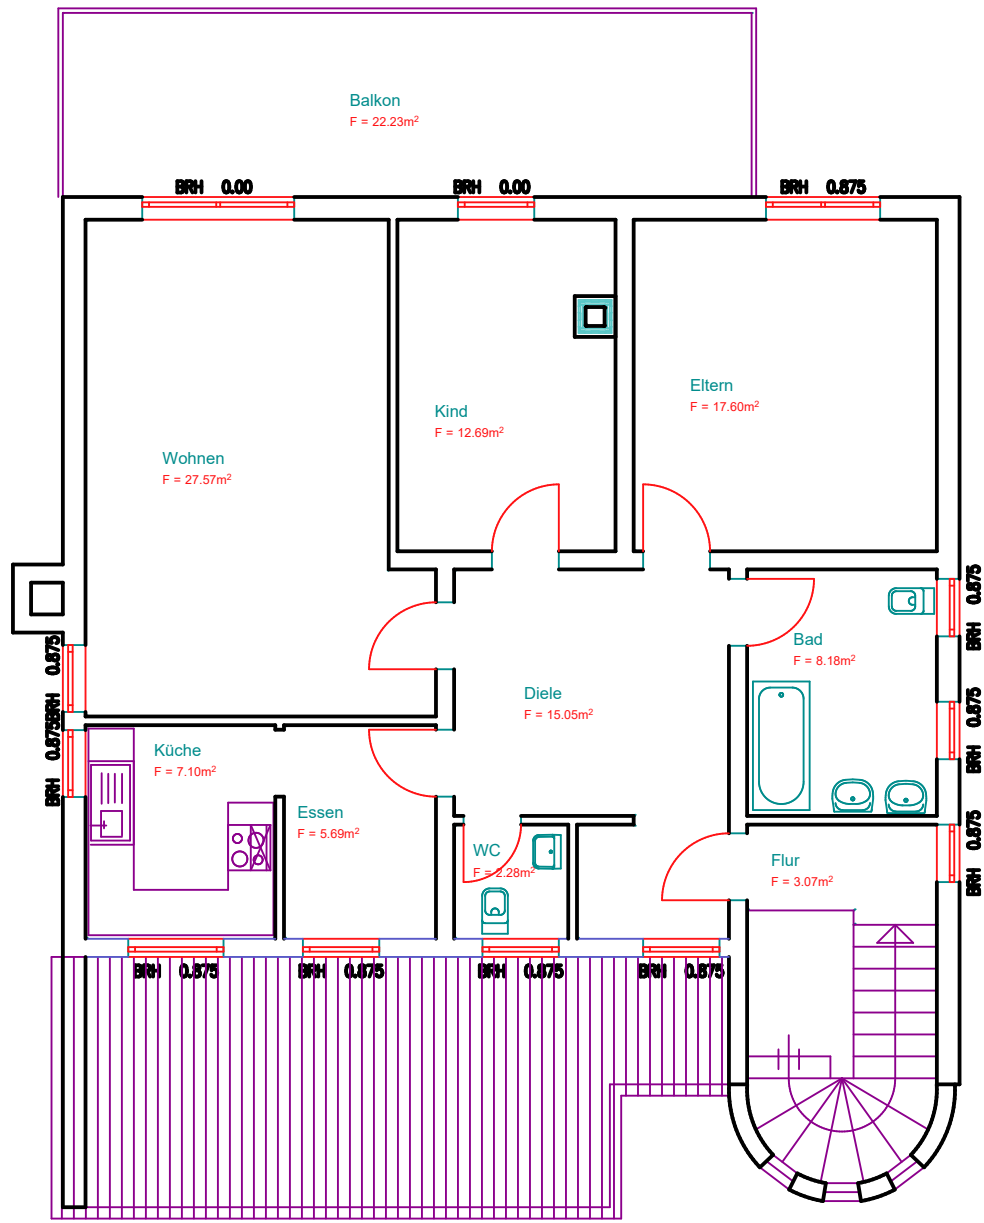 Balkon
F = 22.23m²
BRH 0.00
BRH 0.00
BRH 0.875
Eltern
F = 17.60m²
Kind
F = 12.69m²
Wohnen
F = 27.57m²
BRH 0.875
BRH 0.875
Bad
F = 8.18m²
Diele
F = 15.05m²
BRH 0.875
BRH 0.875
Küche
F = 7.10m²
Essen
F = 5.69m²
WC
F = 2.28m²
Flur
F = 3.07m²
BRH 0.875
BRH 0.875
BRH 0.875
BRH 0.875
BRH 0.875